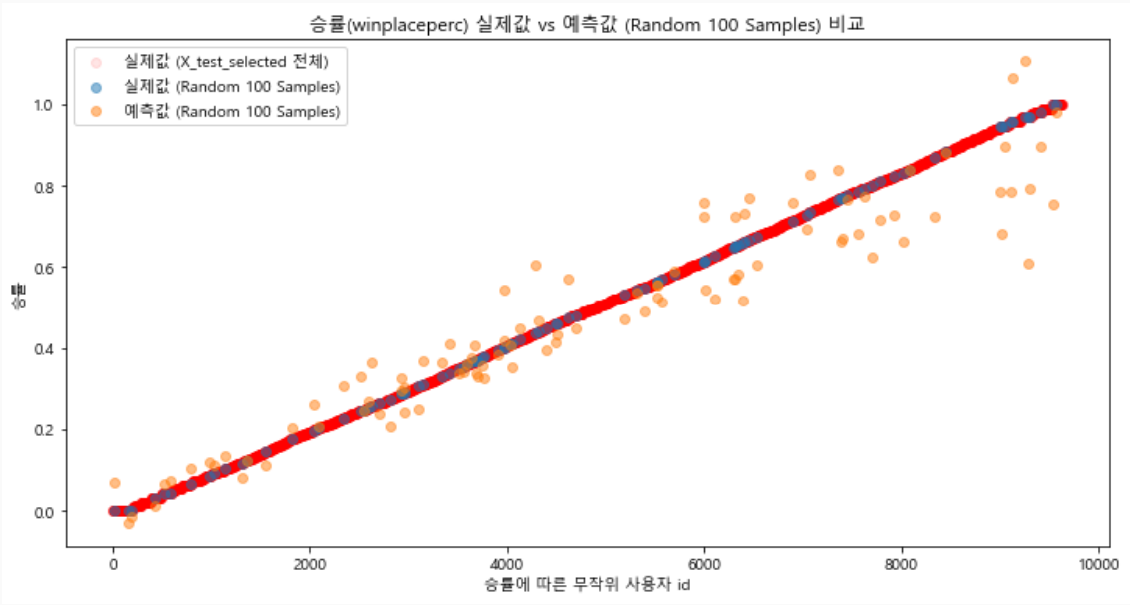 승률(winplaceperc) 실제값 vs 예측값 (Random 100 Samples) 비교
실제값 (X_test_selected 전체)
실제값 (Random 100 Samples)
예측값 (Random 100 Samples)
승률
1.0
0.8
0.6
0.4
0.2
0.0
0 2000 4000 6000 8000 10000
승률에 따른 무작위 사용자 id